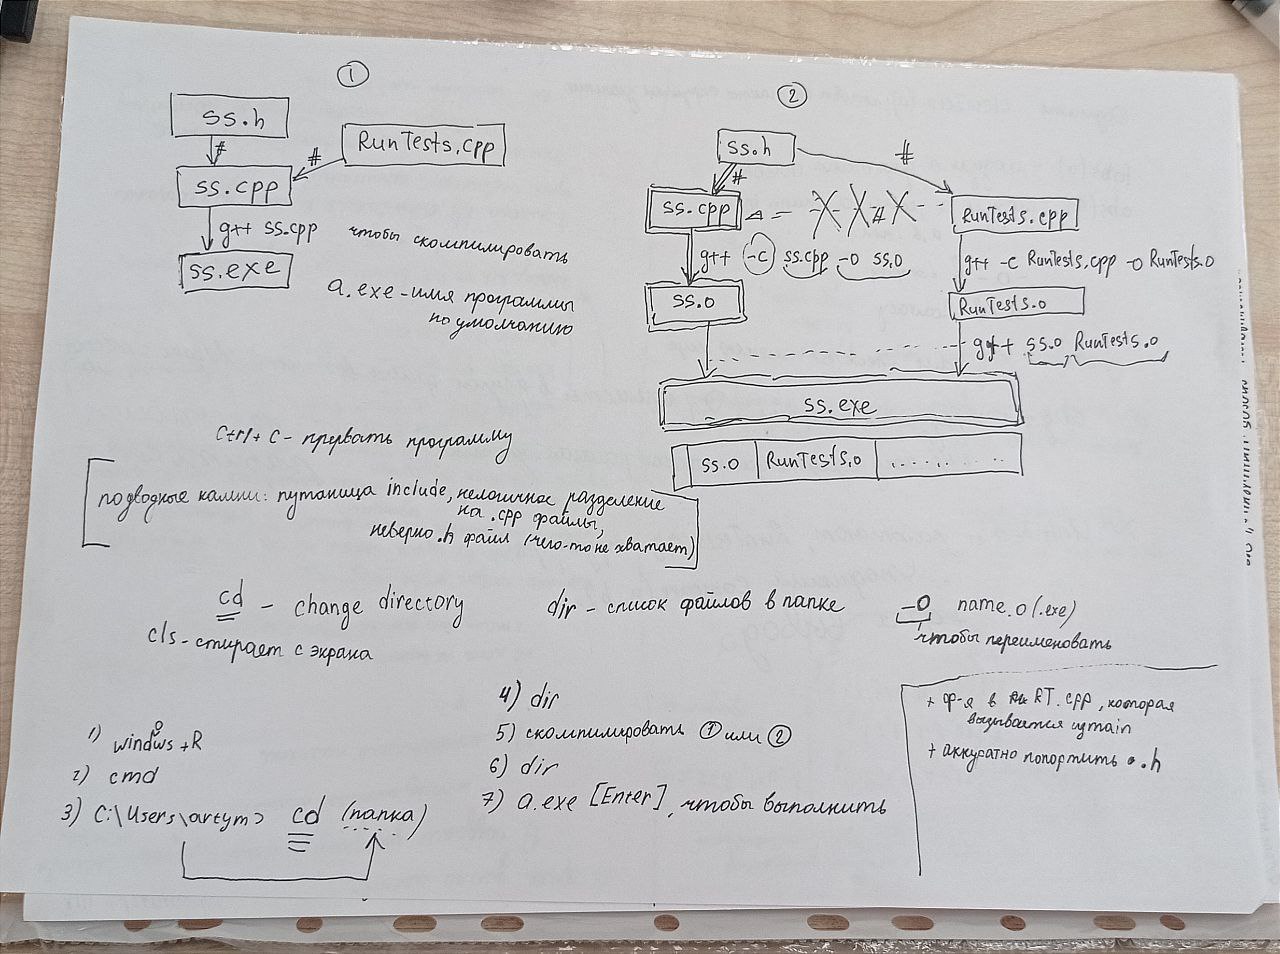 ①
ss.h
#
RunTests.cpp
#
ss.cpp
g++ ss.cpp
чтобы скомпилировать
ss.exe
a.exe - имя программы
по умолчанию
②
ss.h
#
#
ss.cpp
#
RunTests.cpp
g++ -c ss.cpp -o ss.o
g++ -c RunTests.cpp -o RunTests.o
ss.o
RunTests.o
g++ ss.o RunTests.o
ss.exe
ss.o RunTests.o ..........
Ctrl + C - прервать программу
подводные камни: путаница include, нелогичное разделение
на .cpp файлы,
неверно .h файл (чего-то не хватает)
cd - change directory
dir - список файлов в папке
-o name.o (.exe)
чтобы переименовать
cls - стирает с экрана
1) windows + R
2) cmd
3) C:\Users\artym> cd (папка)
4) dir
5) скомпилировать ① или ②
6) dir
7) a.exe [Enter], чтобы выполнить
+ ф-я в RT.cpp, которая
вызывается из main
+ аккуратно попортить .h